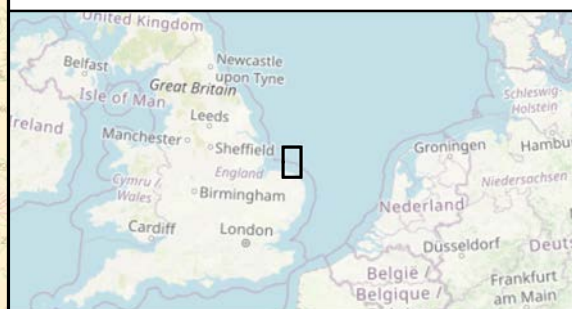 United Kingdom
Belfast
Newcastle
upon Tyne
Great Britain
Isle of Man
Leeds
Ireland
Manchester
Sheffield
England
Cymru /
Wales
Birmingham
Cardiff
London
Schleswig-
Holstein
Groningen
Hambu
Niedersachsen
Nederland
Düsseldorf
Deuts
België /
Belgique /
Frankfurt
am Main